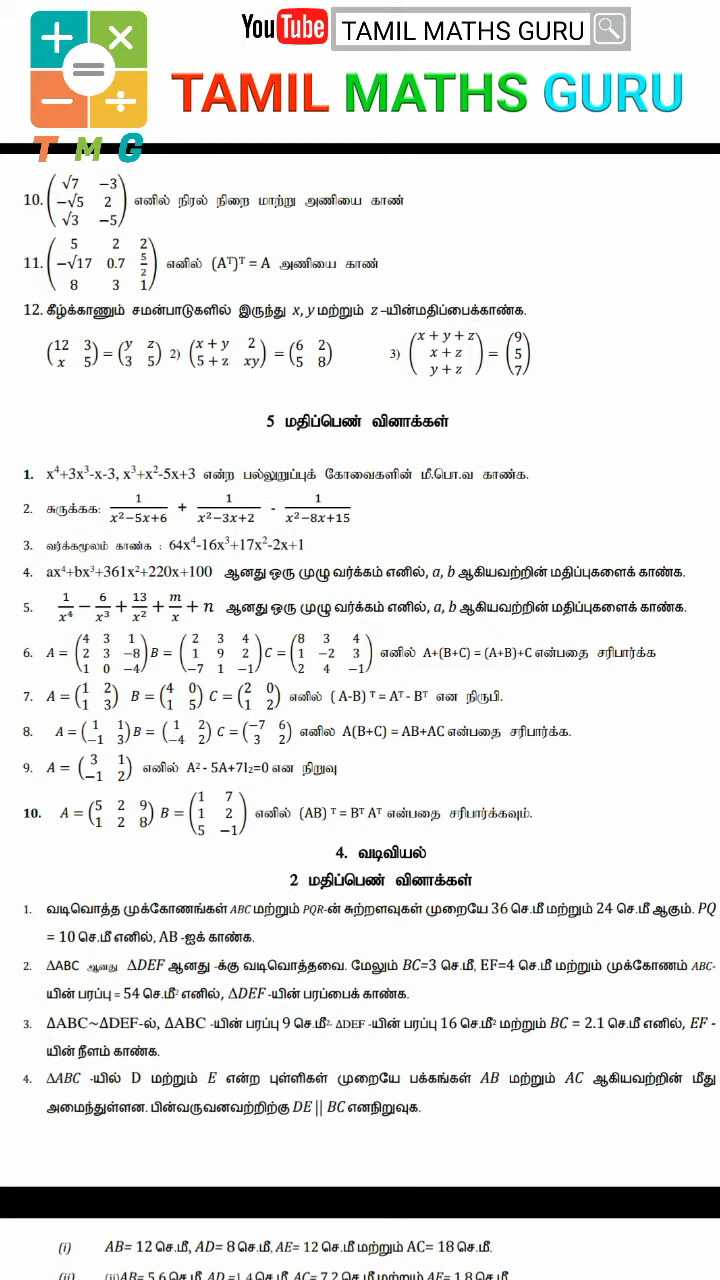 YouTube TAMIL MATHS GURU
TAMIL MATHS GURU
T M G
10. (√7 −3
−√5 2
√3 −5) எனில் நிரல் நிறை மாற்று அணியை காண்
11. (5 2 2
−√17 0.7 5/2
8 3 1) எனில் (Aᵀ)ᵀ = A அணியை காண்
12. கீழ்க்காணும் சமன்பாடுகளில் இருந்து x, y மற்றும் z –யின்மதிப்பைக்காண்க.
(12 3
x 5) = (y z
3 5) 2) (x + y 2
5 + z xy) = (6 2
5 8) 3) (x + y + z
x + z
y + z) = (9
5
7)
5 மதிப்பெண் வினாக்கள்
1. x⁴+3x³-x-3, x³+x²-5x+3 என்ற பல்லுறுப்புக் கோவைகளின் மீ.பொ.வ காண்க.
2. சுருக்கக: 1/(x²−5x+6) + 1/(x²−3x+2) - 1/(x²−8x+15)
3. வர்க்கமூலம் காண்க : 64x⁴-16x³+17x²-2x+1
4. ax⁴+bx³+361x²+220x+100 ஆனது ஒரு முழு வர்க்கம் எனில், a, b ஆகியவற்றின் மதிப்புகளைக் காண்க.
5. 1/x⁴ − 6/x³ + 13/x² + m/x + n ஆனது ஒரு முழு வர்க்கம் எனில், a, b ஆகியவற்றின் மதிப்புகளைக் காண்க.
6. A = (4 3 1
2 3 −8
1 0 −4) B = (2 3 4
1 9 2
−7 1 −1) C = (8 3 4
1 −2 3
2 4 −1) எனில் A+(B+C) = (A+B)+C என்பதை சரிபார்க்க
7. A = (1 2
1 3) B = (4 0
1 5) C = (2 0
1 2) எனில் ( A-B) ᵀ = Aᵀ - Bᵀ என நிருபி.
8. A = (1 1
−1 3) B = (1 2
−4 2) C = (−7 6
3 2) எனில A(B+C) = AB+AC என்பதை சரிபார்க்க.
9. A = (3 1
−1 2) எனில் A² - 5A+7I₂=0 என நிறுவு
10. A = (5 2 9
1 2 8) B = (1 7
1 2
5 −1) எனில் (AB) ᵀ = Bᵀ Aᵀ என்பதை சரிபார்க்கவும்.
4. வடிவியல்
2 மதிப்பெண் வினாக்கள்
1. வடிவொத்த முக்கோணங்கள் ABC மற்றும் PQR-ன் சுற்றளவுகள் முறையே 36 செ.மீ மற்றும் 24 செ.மீ ஆகும். PQ
= 10 செ.மீ எனில், AB -ஐக் காண்க.
2. ΔABC ஆனது ΔDEF ஆனது -க்கு வடிவொத்தவை. மேலும் BC=3 செ.மீ, EF=4 செ.மீ மற்றும் முக்கோணம் ABC-
யின் பரப்பு = 54 செ.மீ² எனில், ΔDEF -யின் பரப்பைக் காண்க.
3. ΔABC~ΔDEF-ல், ΔABC -யின் பரப்பு 9 செ.மீ². ΔDEF -யின் பரப்பு 16 செ.மீ² மற்றும் BC = 2.1 செ.மீ எனில், EF -
யின் நீளம் காண்க.
4. ΔABC -யில் D மற்றும் E என்ற புள்ளிகள் முறையே பக்கங்கள் AB மற்றும் AC ஆகியவற்றின் மீது
அமைந்துள்ளன. பின்வருவனவற்றிற்கு DE || BC எனநிறுவுக.
(i) AB= 12 செ.மீ, AD= 8 செ.மீ, AE= 12 செ.மீ மற்றும் AC= 18 செ.மீ.
(ii) (ii)AB= 5.6 செ.மீ, AD =1.4 செ.மீ, AC= 7.2 செ.மீ மற்றும் AE= 1.8 செ.மீ